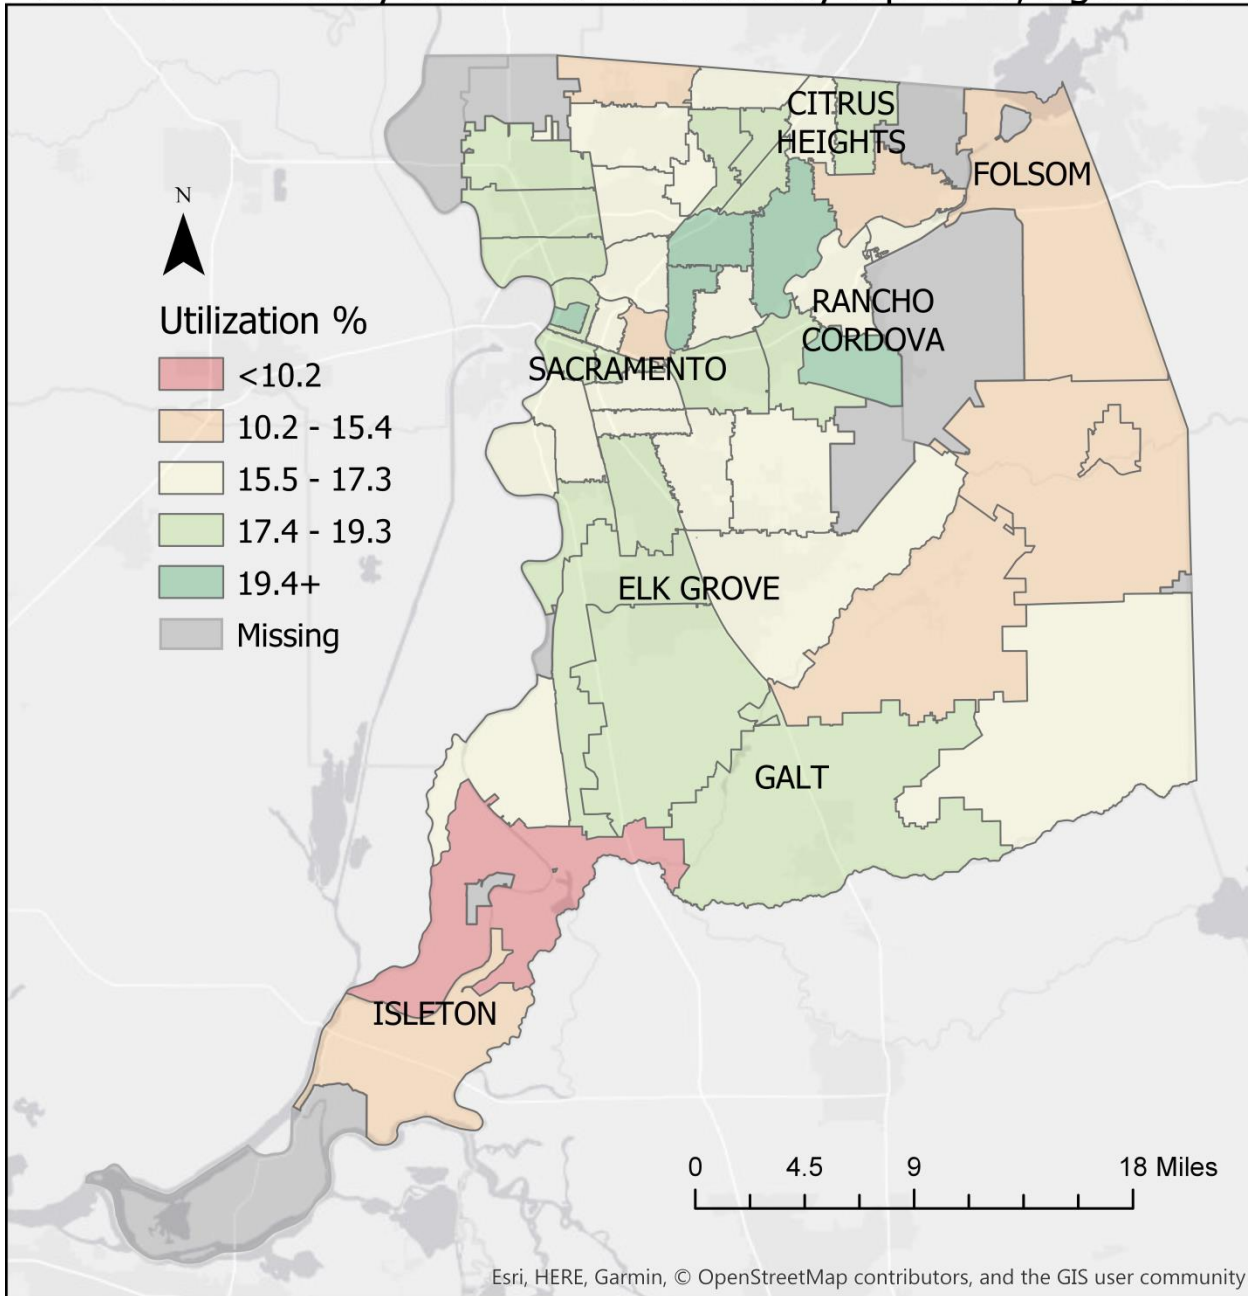 CITRUS
HEIGHTS
FOLSOM
N
RANCHO
CORDOVA
Utilization %
SACRAMENTO
<10.2
10.2 - 15.4
15.5 - 17.3
17.4 - 19.3
19.4+
Missing
ELK GROVE
GALT
ISLETON
0 4.5 9 18 Miles
Esri, HERE, Garmin, © OpenStreetMap contributors, and the GIS user community